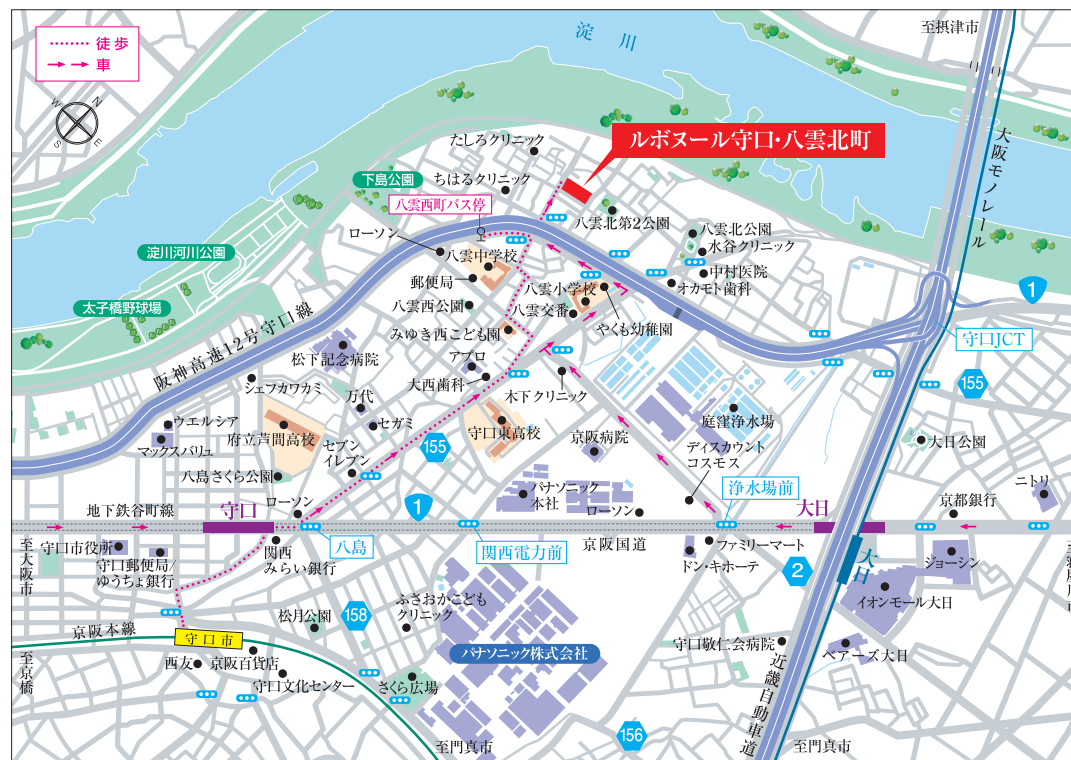 徒歩
車
N
W
E
S
淀川
至摂津市
ルボヌール守口・八雲北町
たしろクリニック
ちはるクリニック
下島公園
八雲西町バス停
ローソン
八雲中学校
郵便局
八雲西公園
みゆき西こども園
アプロ
大西歯科
八雲北第2公園
八雲北公園
水谷クリニック
中村医院
オカモト歯科
八雲小学校
八雲交番
やくも幼稚園
木下クリニック
大阪モノレール
1
守口JCT
155
淀川河川公園
太子橋野球場
阪神高速12号守口線
松下記念病院
シェフカワカミ
万代
セガミ
ウエルシア
マックスバリュ
府立芦間高校
セブン
イレブン
八島さくら公園
155
守口東高校
京阪病院
庭窪浄水場
ディスカウント
コスモス
大日公園
ニトリ
京都銀行
パナソニック
本社
ローソン
浄水場前
大日
地下鉄谷町線
守口
ローソン
1
八島
関西電力前
京阪国道
ファミリーマート
ドン・キホーテ
2
大日
ジョーシン
イオンモール大日
至大阪市
守口市役所
守口郵便局/
ゆうちょ銀行
関西
みらい銀行
松月公園
158
ふさおかこども
クリニック
京阪本線
守口市
至京橋
西友
京阪百貨店
守口文化センター
さくら広場
パナソニック株式会社
守口敬仁会病院
ベアーズ大日
近畿自動車道
156
至門真市
至門真市